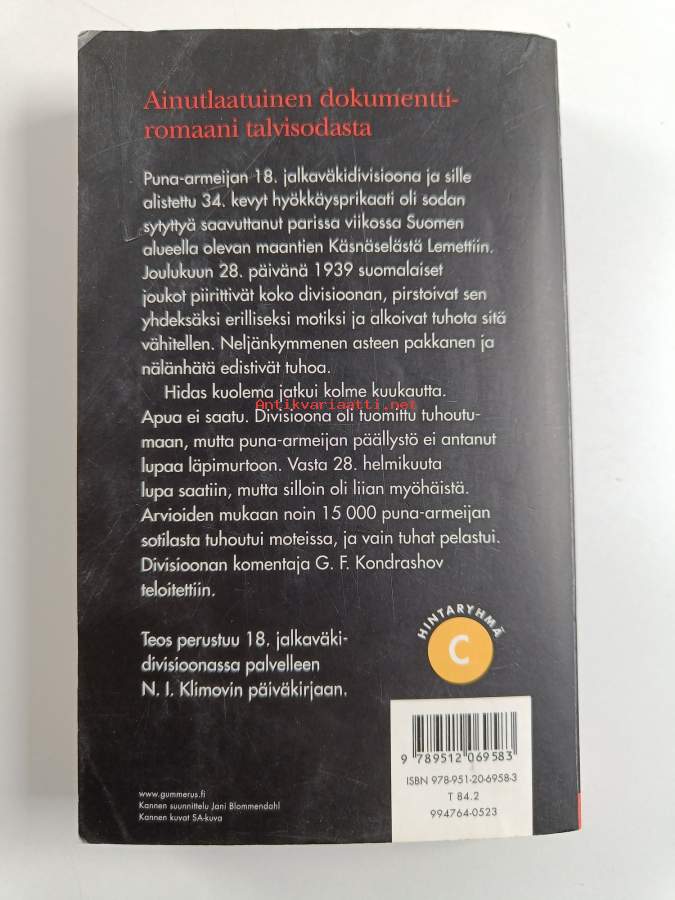 Ainutlaatuinen dokumentti-
romaani talvisodasta
Puna-armeijan 18. jalkaväkidivisioona ja sille
alistettu 34. kevyt hyökkäysprikaati oli sodan
sytyttyä saavuttanut parissa viikossa Suomen
alueella olevan maantien Käsnäselästä Lemettiin.
Joulukuun 28. päivänä 1939 suomalaiset
joukot piirittivät koko divisioonan, pirstoivat sen
yhdeksäksi erilliseksi motiksi ja alkoivat tuhota sitä
vähitellen. Neljänkymmenen asteen pakkanen ja
nälänhätä edistivät tuhoa.
Hidas kuolema jatkui kolme kuukautta.
Antikvariaatti.net
Apua ei saatu. Divisioona oli tuomittu tuhoutu-
maan, mutta puna-armeijan päällystö ei antanut
lupaa läpimurtoon. Vasta 28. helmikuuta
lupa saatiin, mutta silloin oli liian myöhäistä.
Arvioiden mukaan noin 15 000 puna-armeijan
sotilasta tuhoutui moteissa, ja vain tuhat pelastui.
Divisioonan komentaja G. F. Kondrashov
teloitettiin.
Teos perustuu 18. jalkaväki-
divisioonassa palvelleen
N. I. Klimovin päiväkirjaan.
HINTARYHMÄ
C
9 789512 069583
ISBN 978-951-20-6958-3
T 84.2
994764-0523
www.gummerus.fi
Kannen suunnittelu Jani Blommendahl
Kannen kuvat SA-kuva